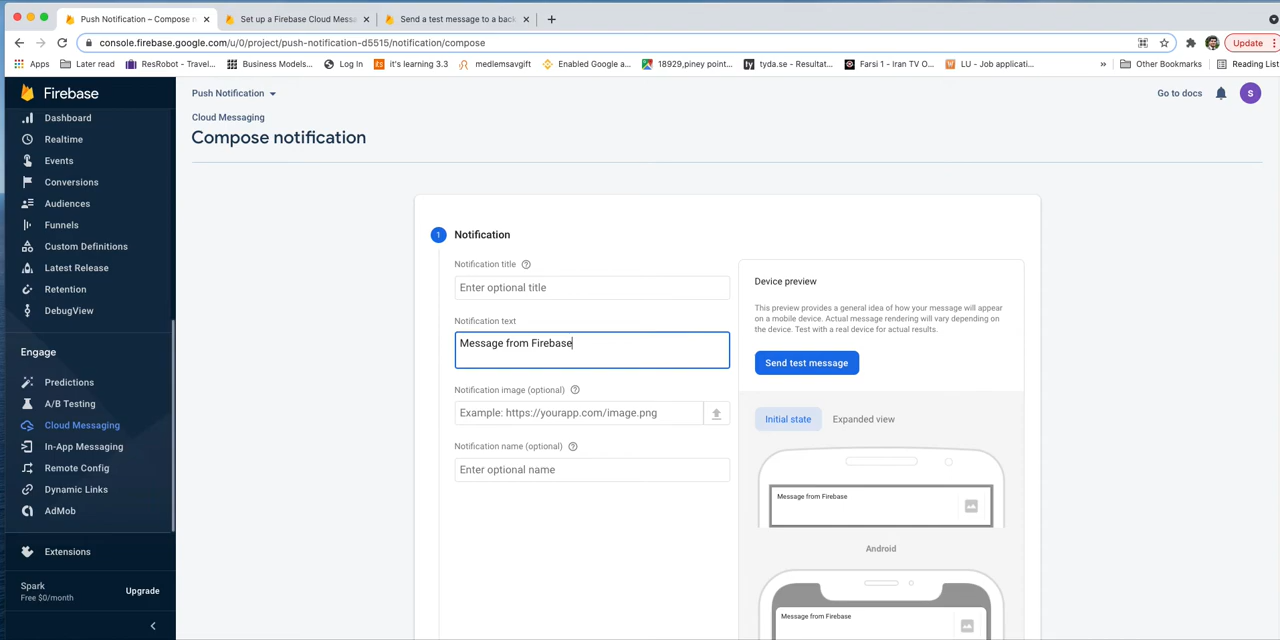 Push Notification – Compose n
Set up a Firebase Cloud Messa
Send a test message to a back
console.firebase.google.com/u/0/project/push-notification-d5515/notification/compose
Update
Apps
Later read
ResRobot - Travel...
Business Models...
Log In
it's learning 3.3
medlemsavgift
Enabled Google a...
18929,piney point...
tyda.se - Resultat...
Farsi 1 - Iran TV O...
LU - Job applicati...
»
Other Bookmarks
Reading List
Firebase
Push Notification
Go to docs
S
Cloud Messaging
Compose notification
Dashboard
Realtime
Events
Conversions
Audiences
Funnels
Custom Definitions
Latest Release
Retention
DebugView
Engage
Predictions
A/B Testing
Cloud Messaging
In-App Messaging
Remote Config
Dynamic Links
AdMob
Extensions
Spark
Free $0/month
Upgrade
1 Notification
Notification title
Enter optional title
Notification text
Message from Firebase
Notification image (optional)
Example: https://yourapp.com/image.png
Notification name (optional)
Enter optional name
Device preview
This preview provides a general idea of how your message will appear
on a mobile device. Actual message rendering will vary depending on
the device. Test with a real device for actual results.
Send test message
Initial state
Expanded view
Message from Firebase
Android
Message from Firebase